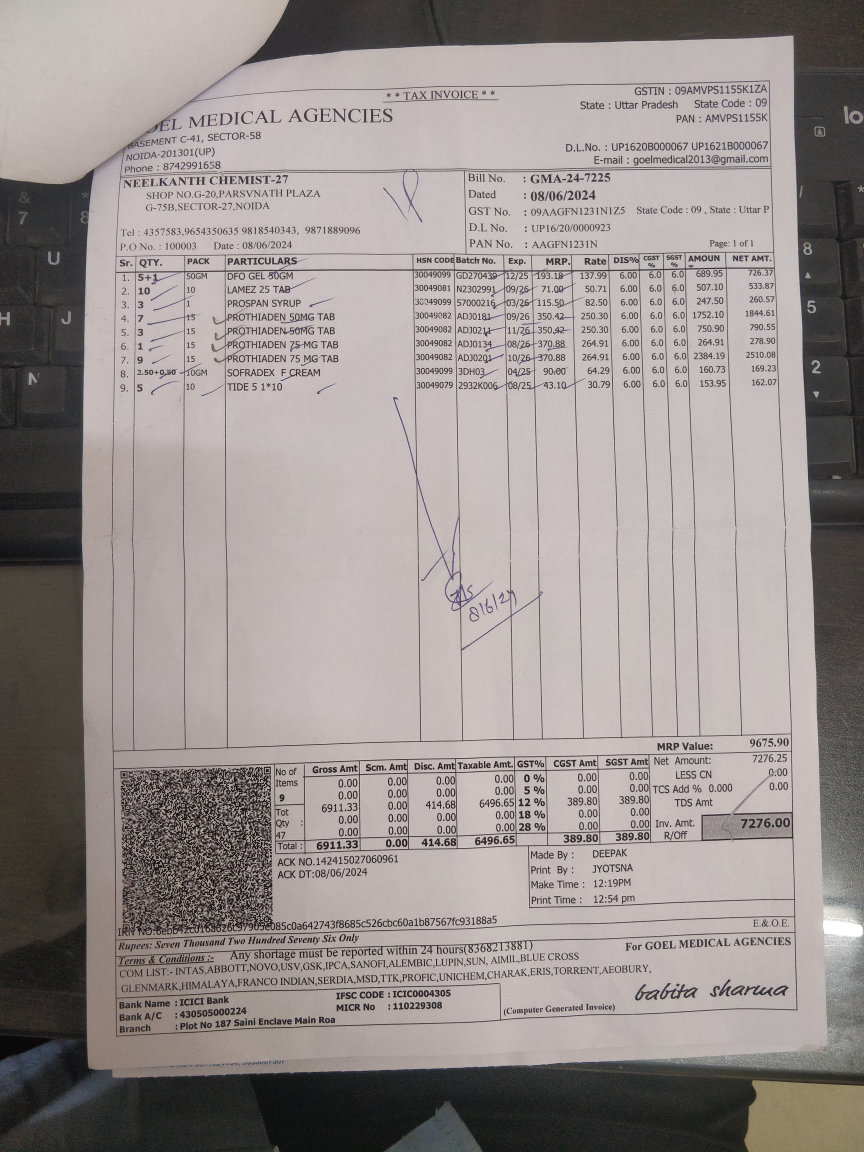 * * TAX INVOICE * *
GSTIN : 09AMVPS1155K1ZA
State : Uttar Pradesh State Code : 09
PAN : AMVPS1155K
D.L.No. : UP1620B000067 UP1621B000067
E-mail : goelmedical2013@gmail.com
GOEL MEDICAL AGENCIES
BASEMENT C-41, SECTOR-58
NOIDA-201301(UP)
Phone : 8742991658
NEELKANTH CHEMIST-27
SHOP NO.G-20,PARSVNATH PLAZA
G-75B,SECTOR-27,NOIDA
Tel : 4357583,9654350635 9818540343, 9871889096
P.O No. : 100003 Date : 08/06/2024
Bill No. : GMA-24-7225
Dated : 08/06/2024
GST No. : 09AAGFN1231N1Z5 State Code : 09 , State : Uttar P
D.L No. : UP16/20/0000923
PAN No. : AAGFN1231N Page: 1 of 1
Sr. QTY. PACK PARTICULARS HSN CODE Batch No. Exp. MRP. Rate DIS% CGST % SGST % AMOUN NET AMT.
1. 5+1 50GM DFO GEL 50GM 30049099 GD270439 12/25 193.18 137.99 6.00 6.0 6.0 689.95 726.37
2. 10 10 LAMEZ 25 TAB 30049081 N2302991 09/26 71.00 50.71 6.00 6.0 6.0 507.10 533.87
3. 3 1 PROSPAN SYRUP 30049099 57000216 03/26 115.50 82.50 6.00 6.0 6.0 247.50 260.57
4. 7 15 PROTHIADEN 50MG TAB 30049082 ADJ0181 09/26 350.42 250.30 6.00 6.0 6.0 1752.10 1844.61
5. 3 15 PROTHIADEN 50MG TAB 30049082 ADJ0214 11/26 350.42 250.30 6.00 6.0 6.0 750.90 790.55
6. 1 15 PROTHIADEN 75 MG TAB 30049082 ADJ0134 08/26 370.88 264.91 6.00 6.0 6.0 264.91 278.90
7. 9 15 PROTHIADEN 75 MG TAB 30049082 ADJ0201 10/26 370.88 264.91 6.00 6.0 6.0 2384.19 2510.08
8. 2.50+0.50 10GM SOFRADEX F CREAM 30049099 3DH03 04/25 90.00 64.29 6.00 6.0 6.0 160.73 169.23
9. 5 10 TIDE 5 1*10 30049079 2932K006 08/25 43.10 30.79 6.00 6.0 6.0 153.95 162.07
8/6/24
MRP Value: 9675.90
No of Items 9
Tot Qty : 47
Gross Amt Scm. Amt Disc. Amt Taxable Amt. GST% CGST Amt SGST Amt
0.00 0.00 0.00 0.00 0 % 0.00 0.00
0.00 0.00 0.00 0.00 5 % 0.00 0.00
6911.33 0.00 414.68 6496.65 12 % 389.80 389.80
0.00 0.00 0.00 0.00 18 % 0.00 0.00
0.00 0.00 0.00 0.00 28 % 0.00 0.00
Total : 6911.33 0.00 414.68 6496.65 389.80 389.80
Net Amount: 7276.25
LESS CN 0.00
TCS Add % 0.000 0.00
TDS Amt
Inv. Amt. 7276.00
R/Off
ACK NO.142415027060961
ACK DT:08/06/2024
Made By : DEEPAK
Print By : JYOTSNA
Make Time : 12:19PM
Print Time : 12:54 pm
E.&O.E.
Rupees: Seven Thousand Two Hundred Seventy Six Only
Terms & Conditions :- Any shortage must be reported within 24 hours(8368213881)
COM LIST:- INTAS,ABBOTT,NOVO,USV,GSK,IPCA,SANOFI,ALEMBIC,LUPIN,SUN, AIMIL,BLUE CROSS
GLENMARK,HIMALAYA,FRANCO INDIAN,SERDIA,MSD,TTK,PROFIC,UNICHEM,CHARAK,ERIS,TORRENT,AEOBURY,
For GOEL MEDICAL AGENCIES
babita sharma
Bank Name : ICICI Bank IFSC CODE : ICIC0004305
Bank A/C : 430505000224 MICR No : 110229308
Branch : Plot No 187 Saini Enclave Main Roa
(Computer Generated Invoice)